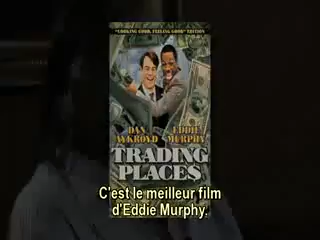 "LOOKING GOOD, FEELING GOOD" EDITION
DAN EDDIE
AYKROYD MURPHY
TRADING
PLACES
C'est le meilleur film
d'Eddie Murphy.